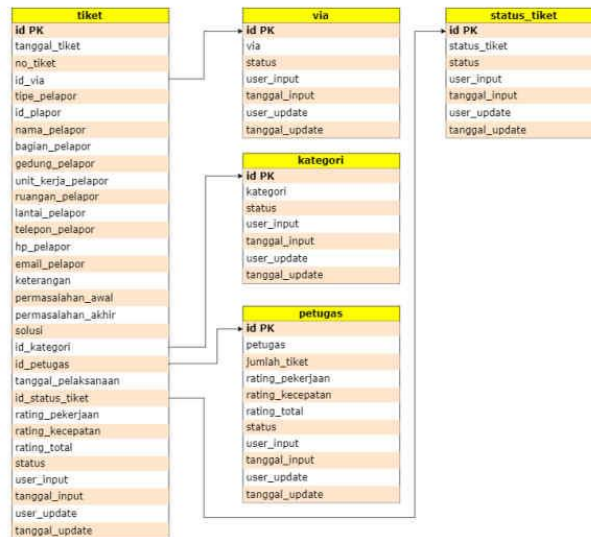 tiket
id PK
tanggal_tiket
no_tiket
id_via
tipe_pelapor
id_plapor
nama_pelapor
bagian_pelapor
gedung_pelapor
unit_kerja_pelapor
ruangan_pelapor
lantai_pelapor
telepon_pelapor
hp_pelapor
email_pelapor
keterangan
permasalahan_awal
permasalahan_akhir
solusi
id_kategori
id_petugas
tanggal_pelaksanaan
id_status_tiket
rating_pekerjaan
rating_kecepatan
rating_total
status
user_input
tanggal_input
user_update
tanggal_update
via
id PK
via
status
user_input
tanggal_input
user_update
tanggal_update
kategori
id PK
kategori
status
user_input
tanggal_input
user_update
tanggal_update
petugas
id PK
petugas
jumlah_tiket
rating_pekerjaan
rating_kecepatan
rating_total
status
user_input
tanggal_input
user_update
tanggal_update
status_tiket
id PK
status_tiket
status
user_input
tanggal_input
user_update
tanggal_update